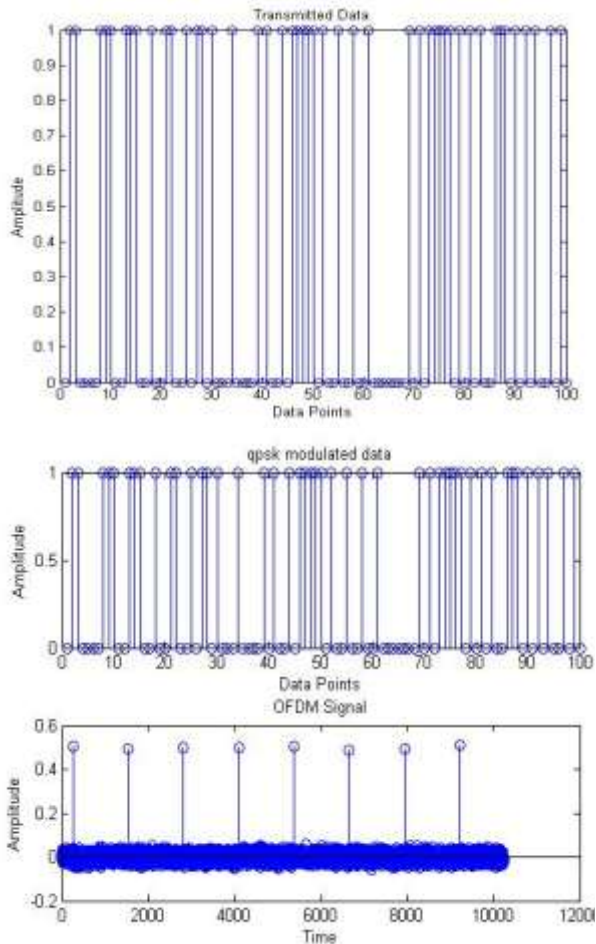 Transmitted Data
1
0.9
0.8
0.7
0.6
0.5
0.4
0.3
0.2
0.1
0
Amplitude
0 10 20 30 40 50 60 70 80 90 100
Data Points
qpsk modulated data
1
0.5
0
Amplitude
0 10 20 30 40 50 60 70 80 90 100
Data Points
OFDM Signal
0.6
0.4
0.2
0
-0.2
Amplitude
0 2000 4000 6000 8000 10000 1200
Time